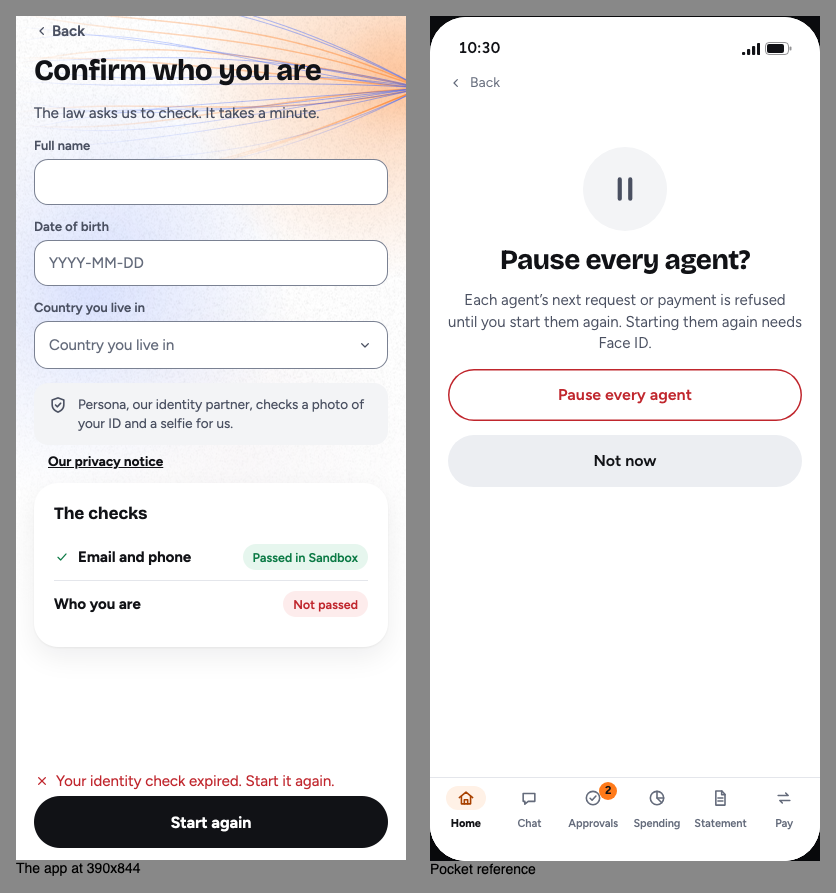 Back
Confirm who you are
The law asks us to check. It takes a minute.
Full name
Date of birth
YYYY-MM-DD
Country you live in
Country you live in
Persona, our identity partner, checks a photo of
your ID and a selfie for us.
Our privacy notice
The checks
Email and phone
Passed in Sandbox
Who you are
Not passed
Your identity check expired. Start it again.
Start again
The app at 390x844
10:30
Back
Pause every agent?
Each agent’s next request or payment is refused
until you start them again. Starting them again needs
Face ID.
Pause every agent
Not now
2
Home
Chat
Approvals
Spending
Statement
Pay
Pocket reference